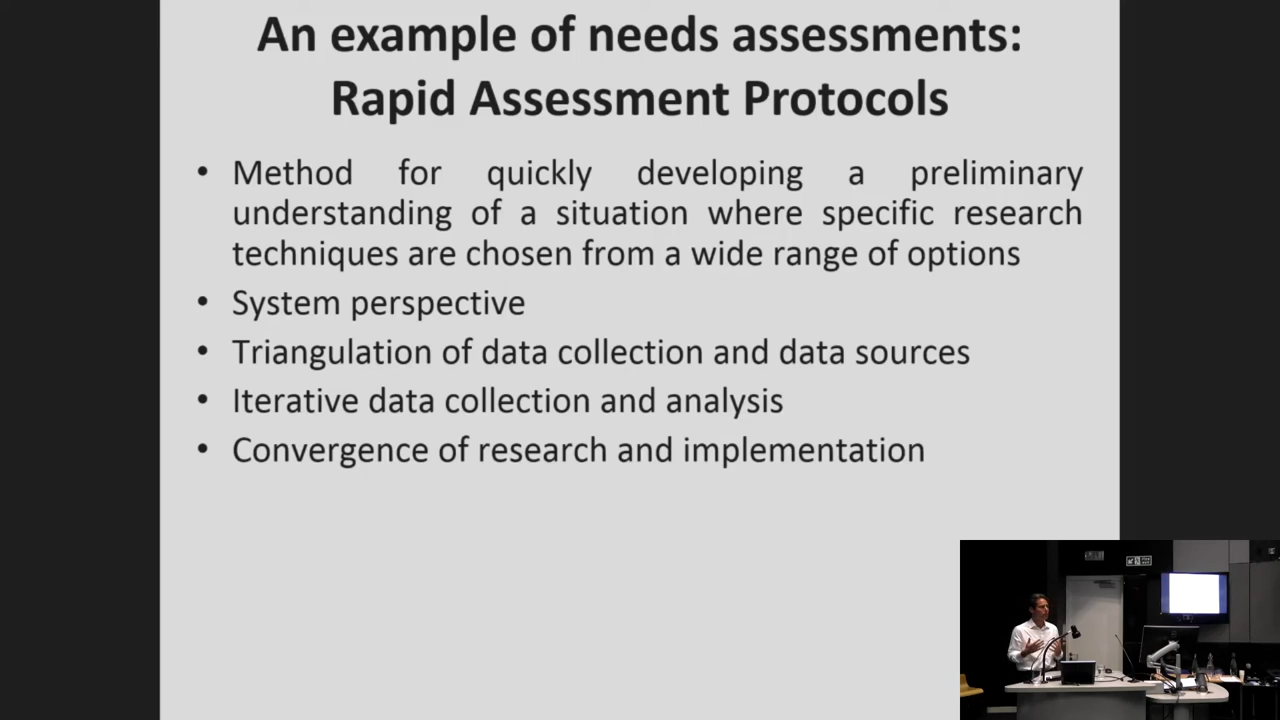 An example of needs assessments:
Rapid Assessment Protocols
• Method for quickly developing a preliminary
understanding of a situation where specific research
techniques are chosen from a wide range of options
• System perspective
• Triangulation of data collection and data sources
• Iterative data collection and analysis
• Convergence of research and implementation